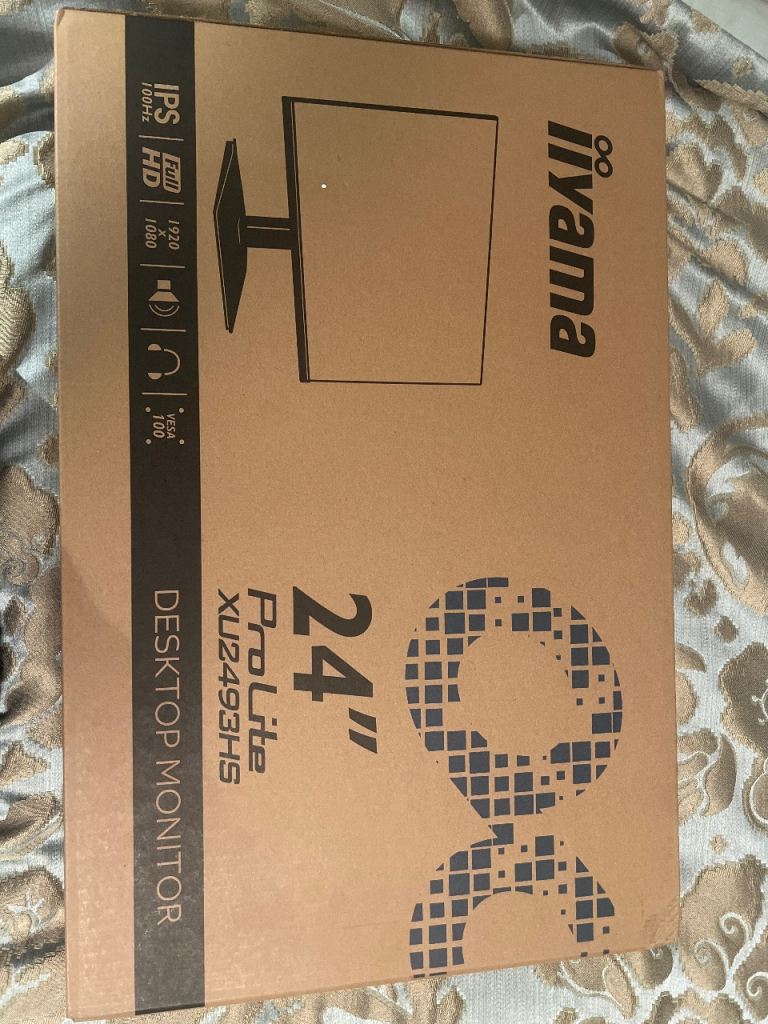 iiyama
24"
ProLite
XU2493HS
IPS
100Hz
Full
HD
1920
x
1080
VESA
100
DESKTOP MONITOR